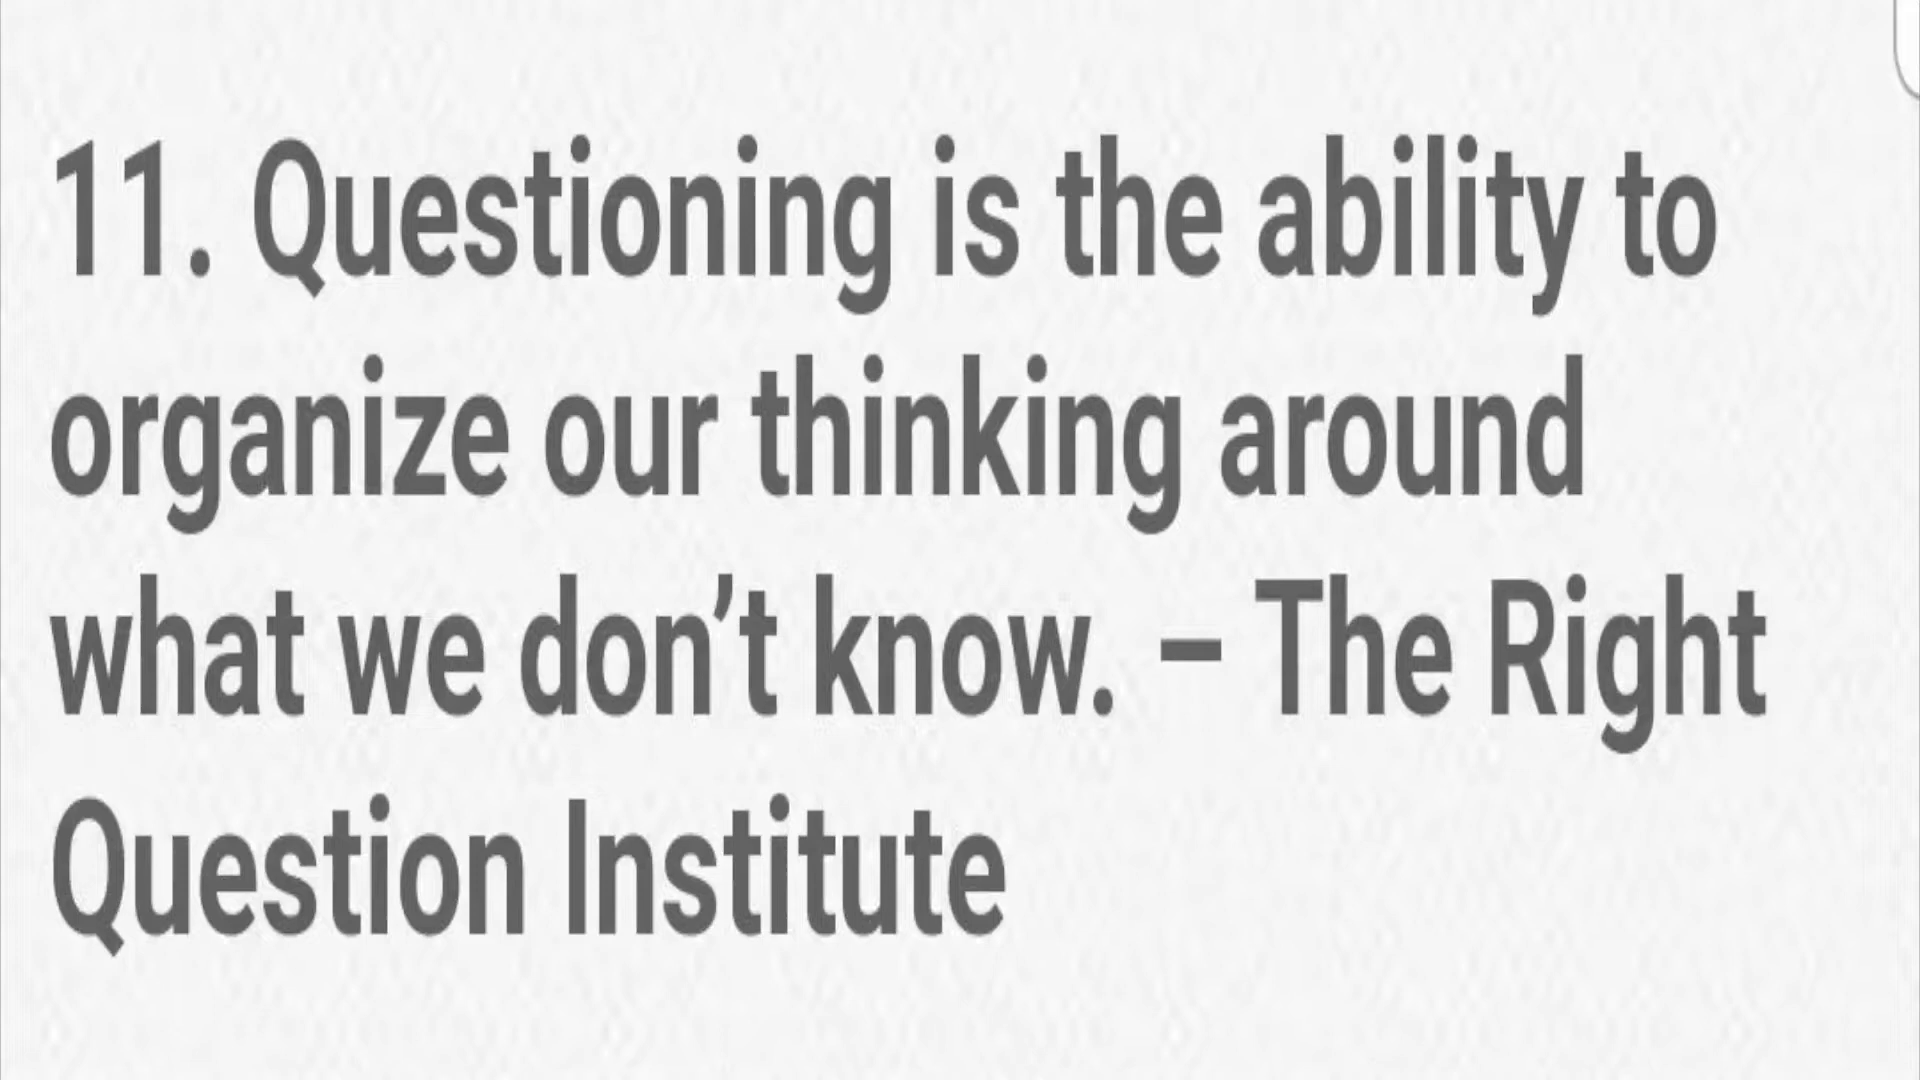 11. Questioning is the ability to
organize our thinking around
what we don’t know. – The Right
Question Institute